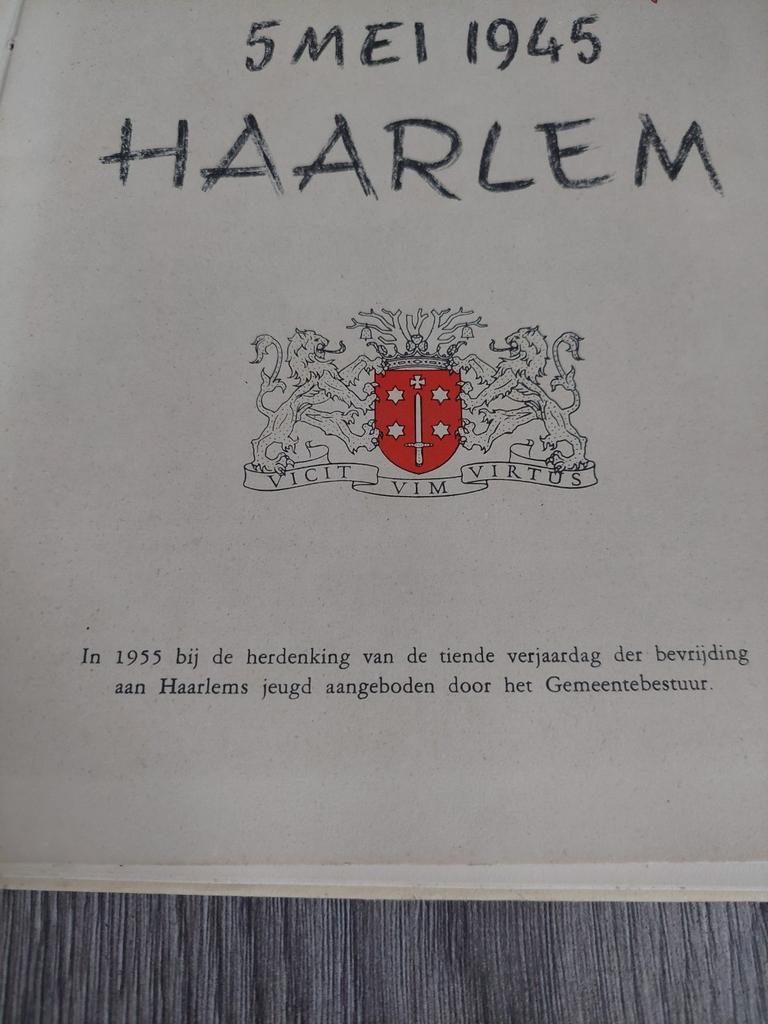 5 MEI 1945
HAARLEM
VICIT VIM VIRTUS
In 1955 bij de herdenking van de tiende verjaardag der bevrijding
aan Haarlems jeugd aangeboden door het Gemeentebestuur.